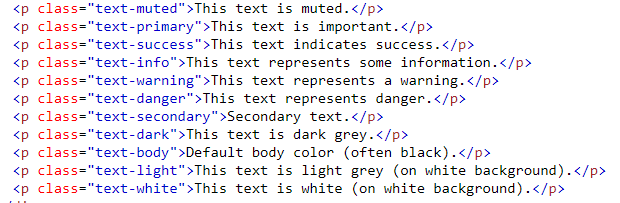 <p class="text-muted">This text is muted.</p>
<p class="text-primary">This text is important.</p>
<p class="text-success">This text indicates success.</p>
<p class="text-info">This text represents some information.</p>
<p class="text-warning">This text represents a warning.</p>
<p class="text-danger">This text represents danger.</p>
<p class="text-secondary">Secondary text.</p>
<p class="text-dark">This text is dark grey.</p>
<p class="text-body">Default body color (often black).</p>
<p class="text-light">This text is light grey (on white background).</p>
<p class="text-white">This text is white (on white background).</p>